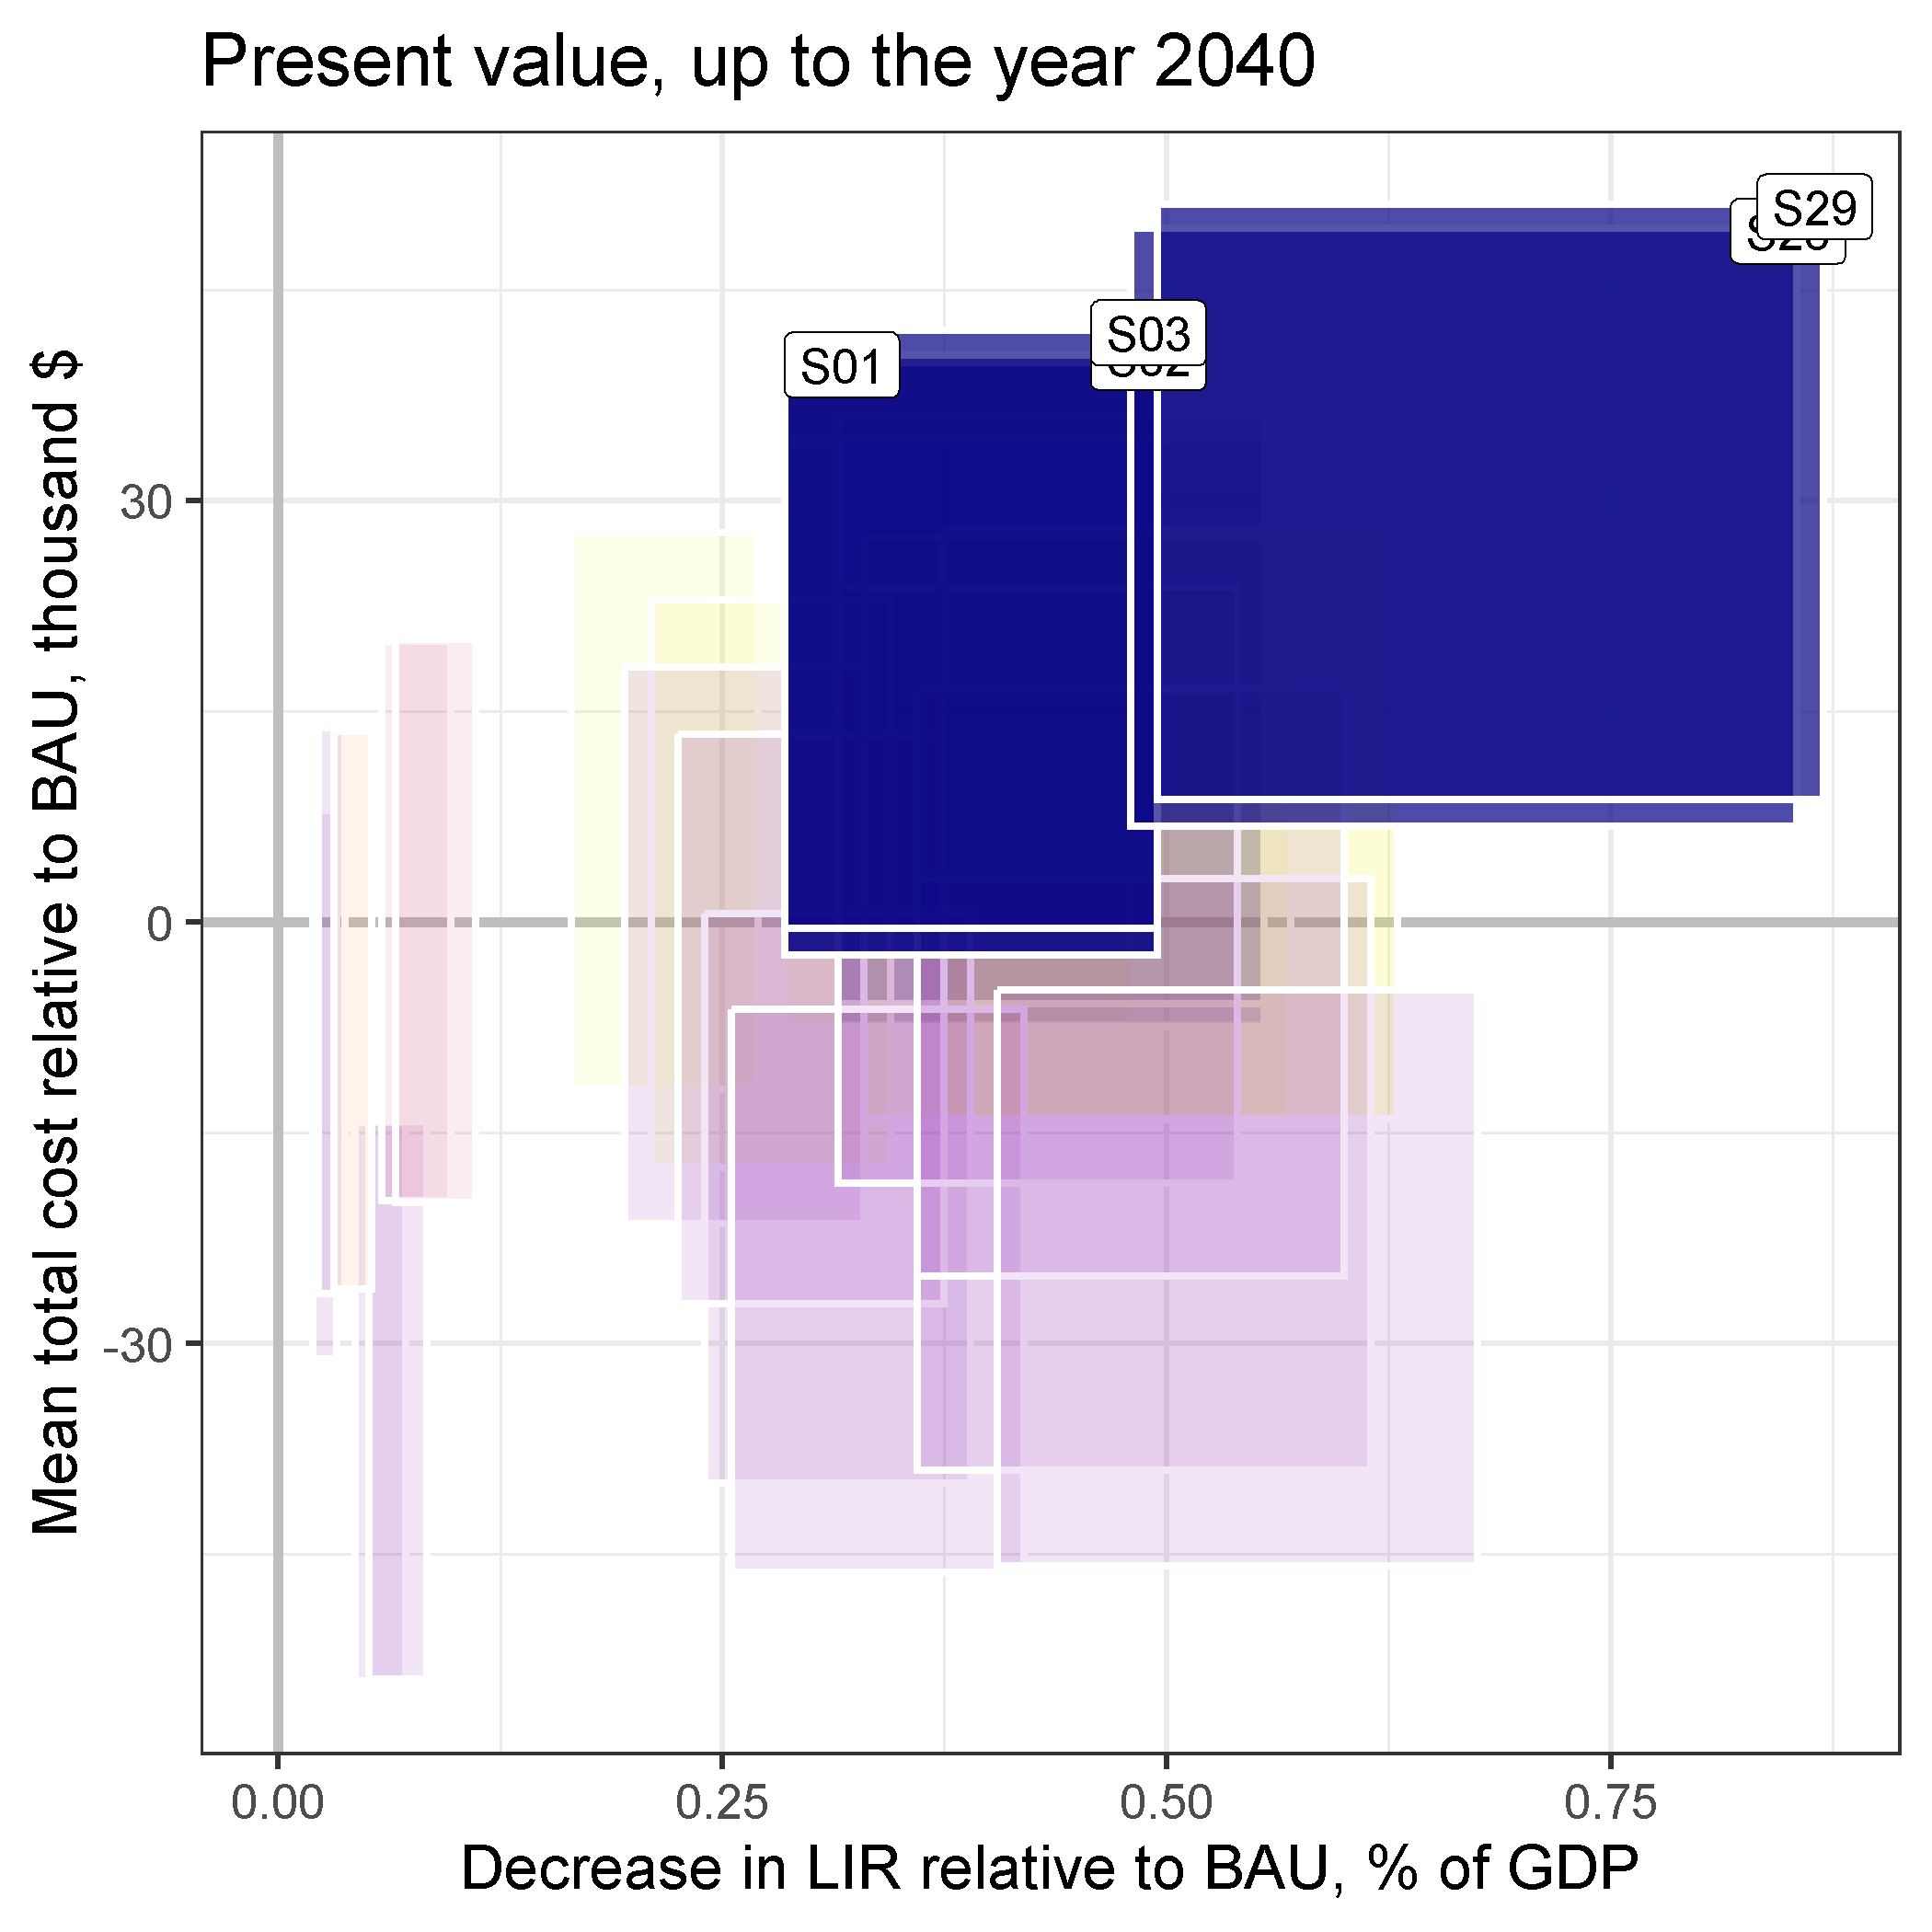 Present value, up to the year 2040
Mean total cost relative to BAU, thousand $
S29
S03
S01
30
0
-30
0.00
0.25
0.50
0.75
Decrease in LIR relative to BAU, % of GDP